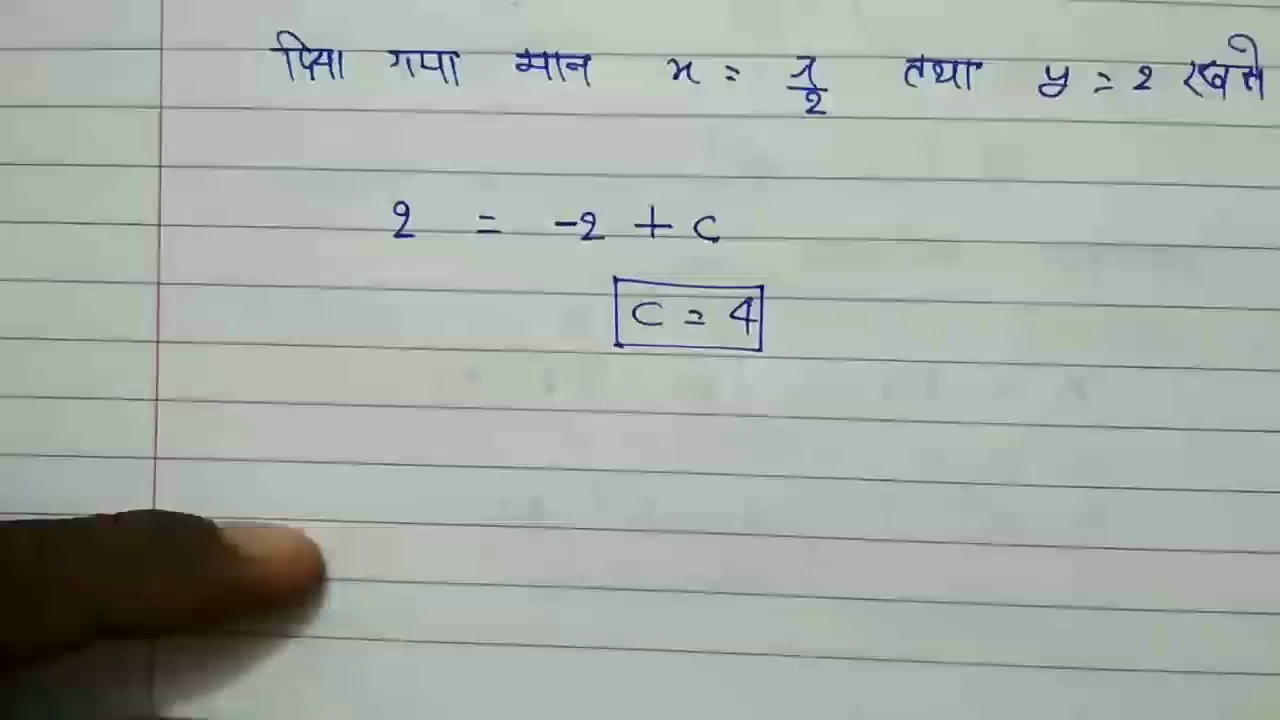 दिया गया मान x = π/2 तथा y = 2 रखने
2 = -2 + C
C = 4